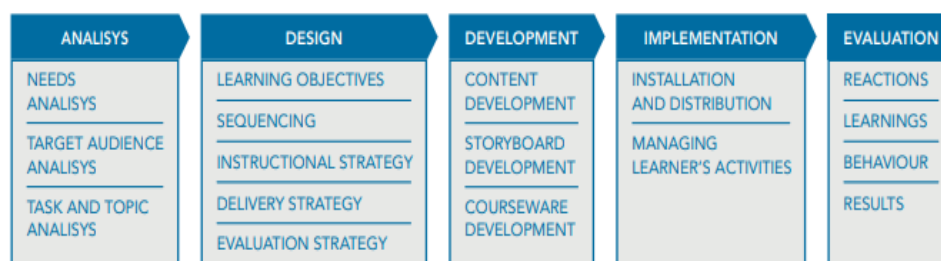 ANALISYS
NEEDS
ANALISYS
TARGET AUDIENCE
ANALISYS
TASK AND TOPIC
ANALISYS
DESIGN
LEARNING OBJECTIVES
SEQUENCING
INSTRUCTIONAL STRATEGY
DELIVERY STRATEGY
EVALUATION STRATEGY
DEVELOPMENT
CONTENT
DEVELOPMENT
STORYBOARD
DEVELOPMENT
COURSEWARE
DEVELOPMENT
IMPLEMENTATION
INSTALLATION
AND DISTRIBUTION
MANAGING
LEARNER'S ACTIVITIES
EVALUATION
REACTIONS
LEARNINGS
BEHAVIOUR
RESULTS